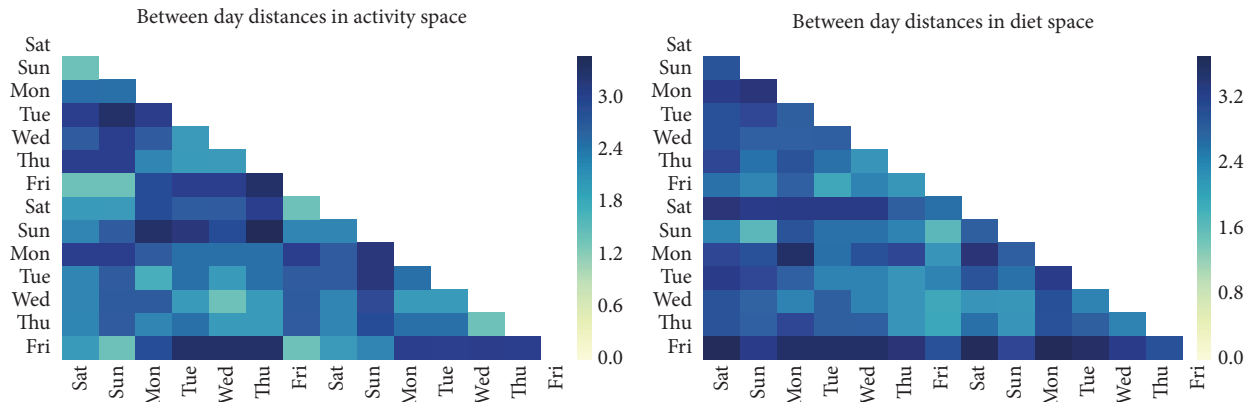 Between day distances in activity space
Sat
Sun
Mon
Tue
Wed
Thu
Fri
Sat
Sun
Mon
Tue
Wed
Thu
Fri
Sat
Sun
Mon
Tue
Wed
Thu
Fri
Sat
Sun
Mon
Tue
Wed
Thu
Fri
3.0
2.4
1.8
1.2
0.6
0.0
Between day distances in diet space
Sat
Sun
Mon
Tue
Wed
Thu
Fri
Sat
Sun
Mon
Tue
Wed
Thu
Fri
Sat
Sun
Mon
Tue
Wed
Thu
Fri
Sat
Sun
Mon
Tue
Wed
Thu
Fri
3.2
2.4
1.6
0.8
0.0